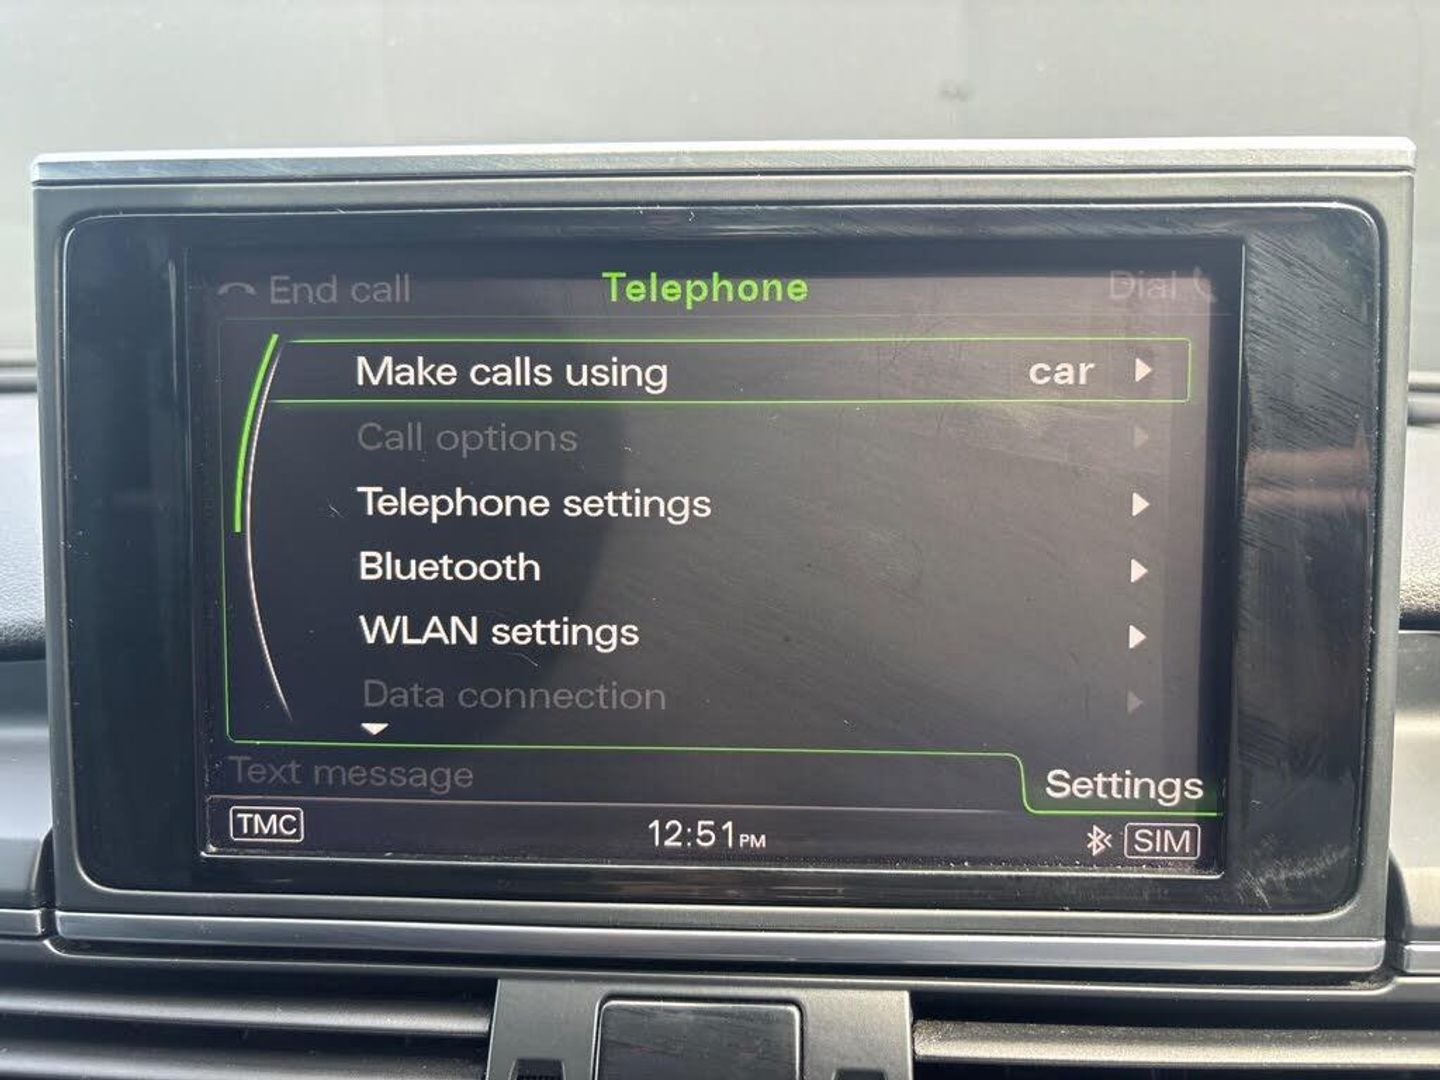 End call Telephone Dial
Make calls using car
Call options
Telephone settings
Bluetooth
WLAN settings
Data connection
Text message Settings
TMC 12:51PM SIM